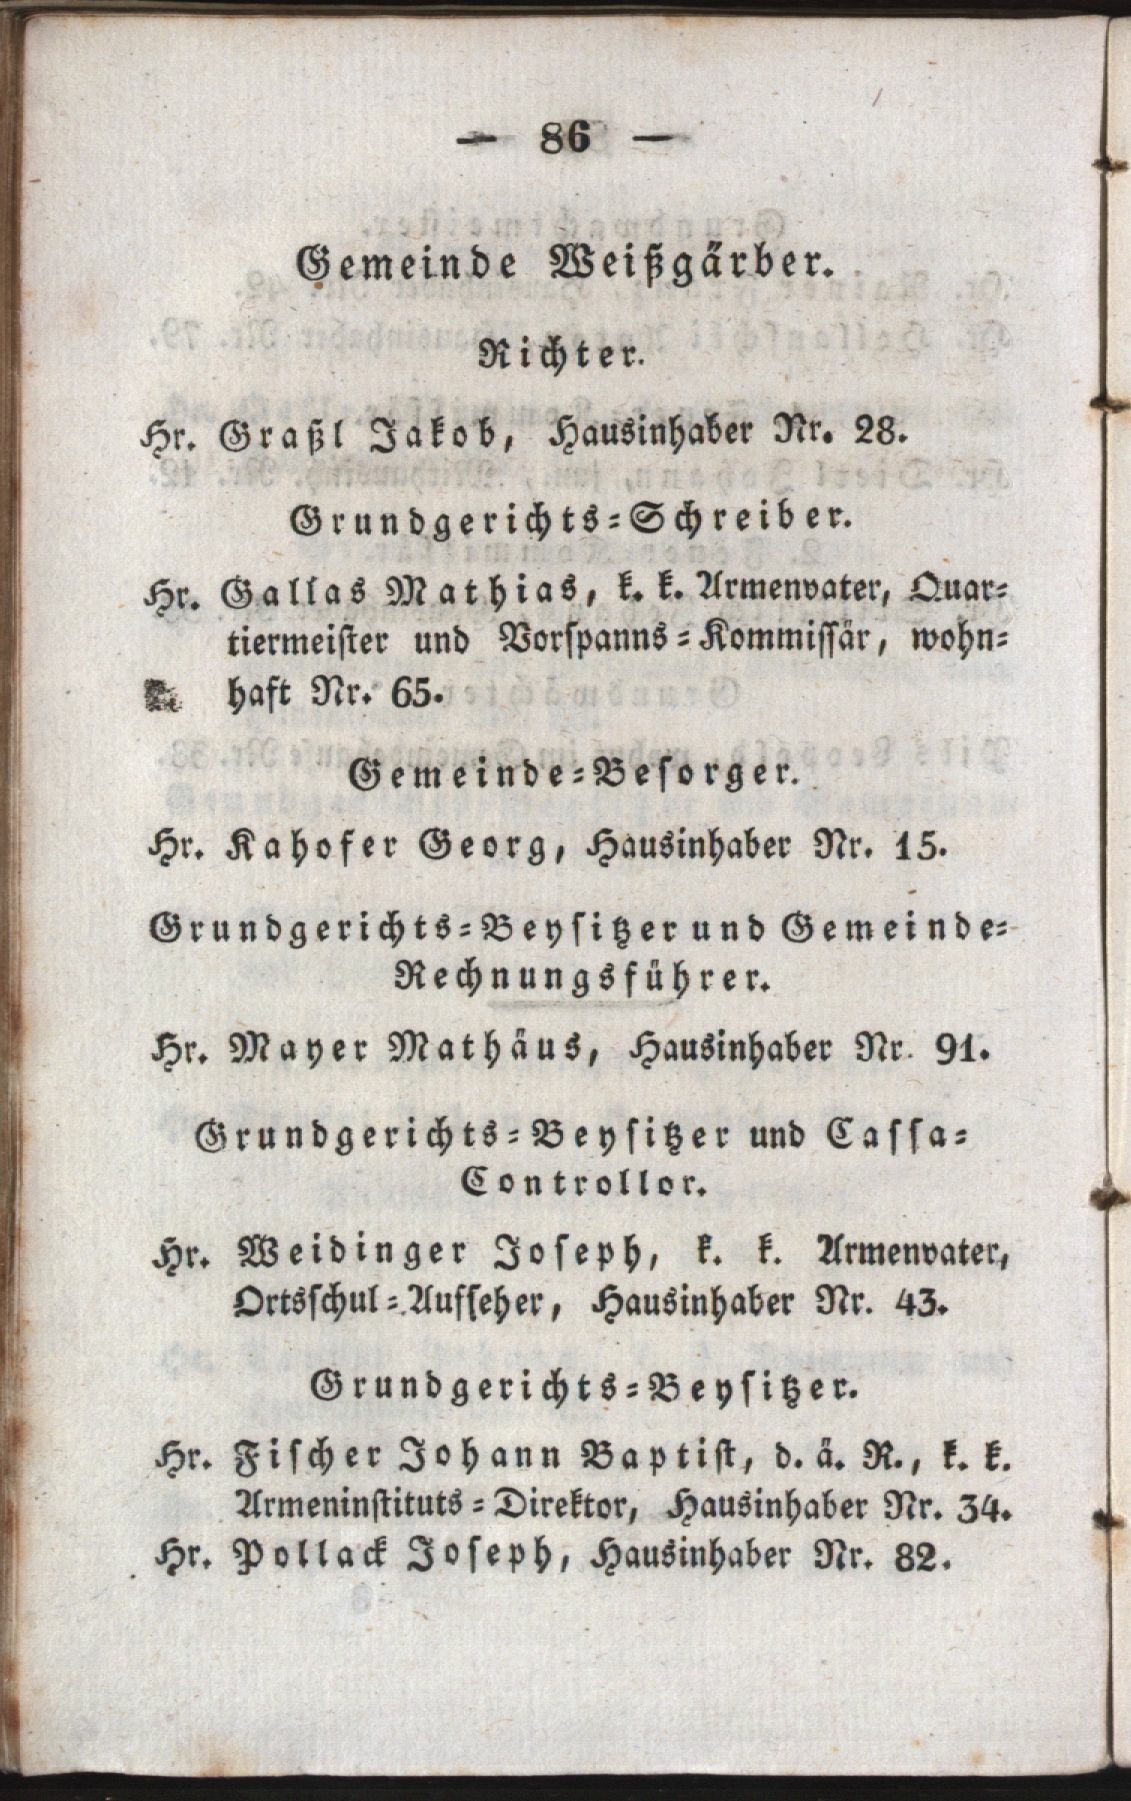 — 86 —
Gemeinde Weißgärber.
Richter.
Hr. Graßl Jakob, Hausinhaber Nr. 28.
Grundgerichts=Schreiber.
Hr. Gallas Mathias, k. k. Armenvater, Quar=
tiermeister und Vorspanns=Kommissär, wohn=
haft Nr. 65.
Gemeinde=Besorger.
Hr. Kahofer Georg, Hausinhaber Nr. 15.
Grundgerichts=Beysitzer und Gemeinde=
Rechnungsführer.
Hr. Mayer Mathäus, Hausinhaber Nr. 91.
Grundgerichts=Beysitzer und Cassa=
Controllor.
Hr. Weidinger Joseph, k. k. Armenvater,
Ortsschul=Aufseher, Hausinhaber Nr. 43.
Grundgerichts=Beysitzer.
Hr. Fischer Johann Baptist, d. ä. R., k. k.
Armeninstituts=Direktor, Hausinhaber Nr. 34.
Hr. Pollack Joseph, Hausinhaber Nr. 82.